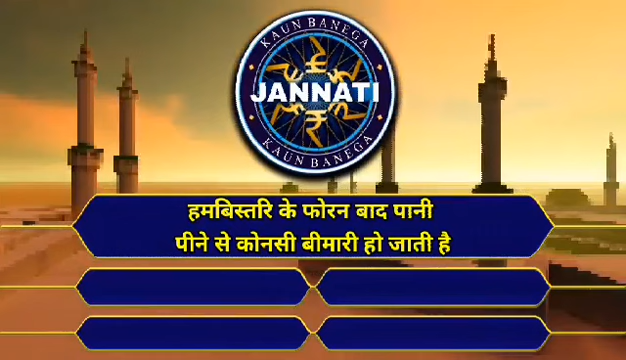 KAUN BANEGA
JANNATI
KAUN BANEGA
हमबिस्तरि के फोरन बाद पानी
पीने से कोनसी बीमारी हो जाती है